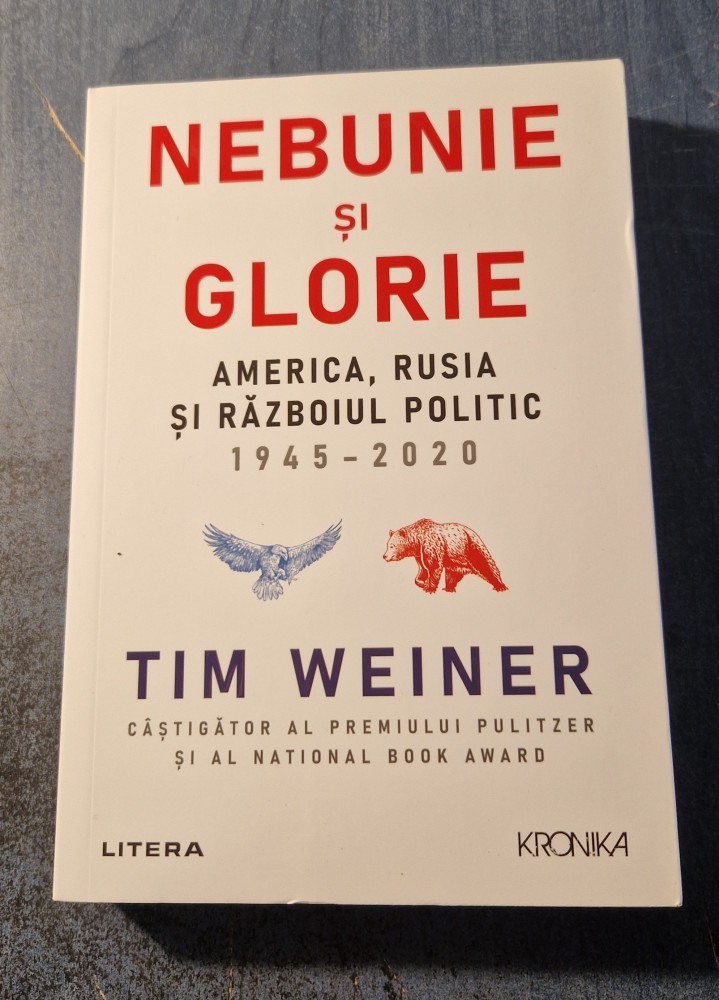 NEBUNIE
ȘI
GLORIE
AMERICA, RUSIA
ȘI RĂZBOIUL POLITIC
1945–2020
TIM WEINER
CÂȘTIGĂTOR AL PREMIULUI PULITZER
ȘI AL NATIONAL BOOK AWARD
LITERA
KRONIKA